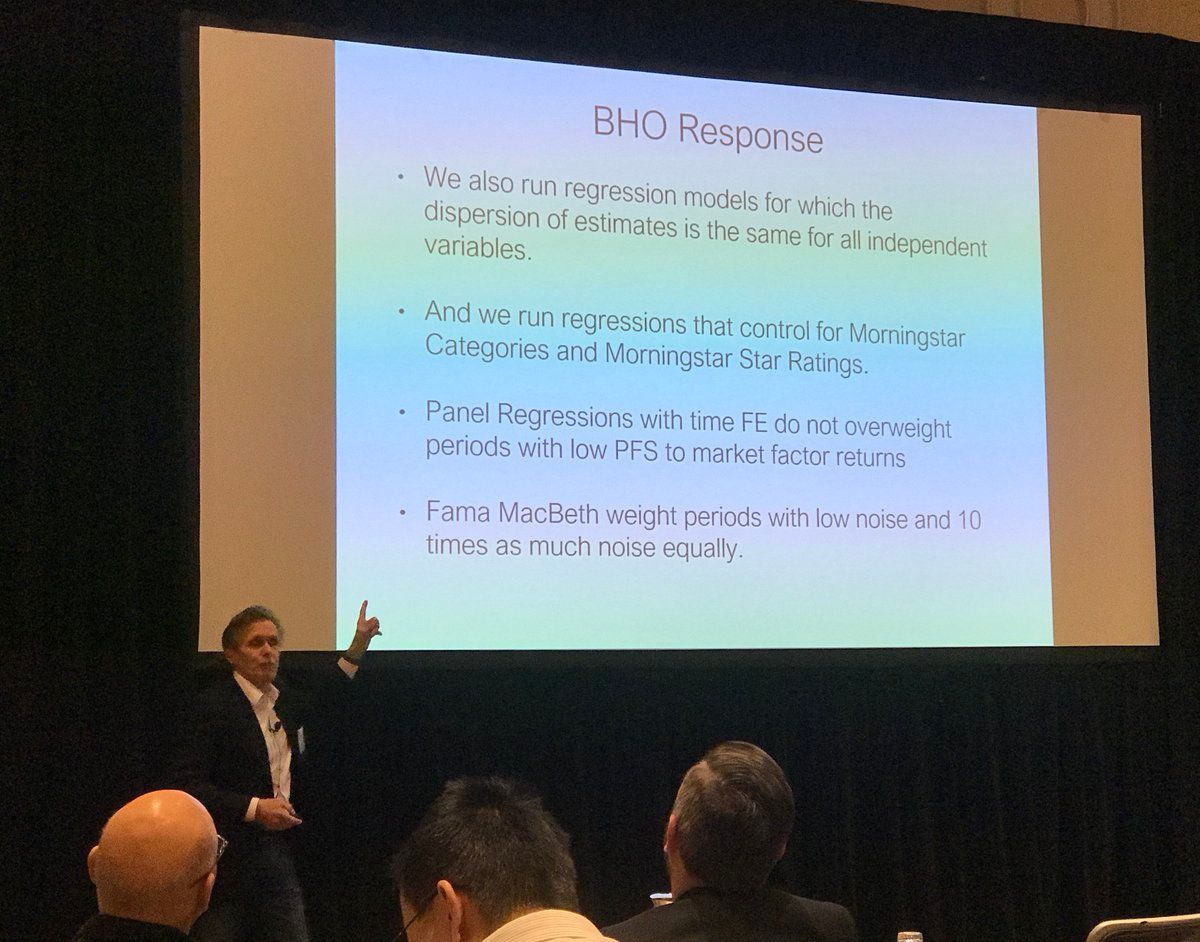 BHO Response
• We also run regression models for which the
dispersion of estimates is the same for all independent
variables.
• And we run regressions that control for Morningstar
Categories and Morningstar Star Ratings.
• Panel Regressions with time FE do not overweight
periods with low PFS to market factor returns
• Fama MacBeth weight periods with low noise and 10
times as much noise equally.